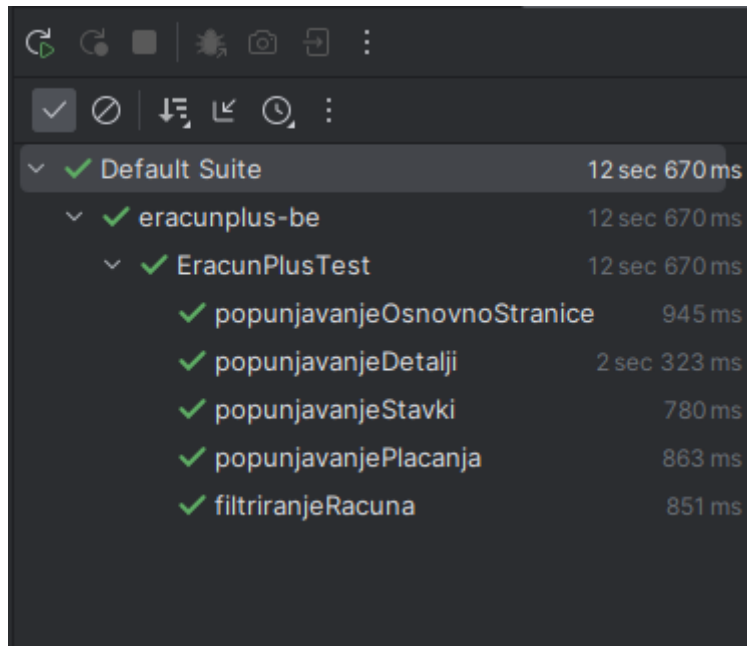 Default Suite 12 sec 670 ms
eracunplus-be 12 sec 670 ms
EracunPlusTest 12 sec 670 ms
popunjavanjeOsnovnoStranice 945 ms
popunjavanjeDetalji 2 sec 323 ms
popunjavanjeStavki 780 ms
popunjavanjePlacanja 863 ms
filtriranjeRacuna 851 ms